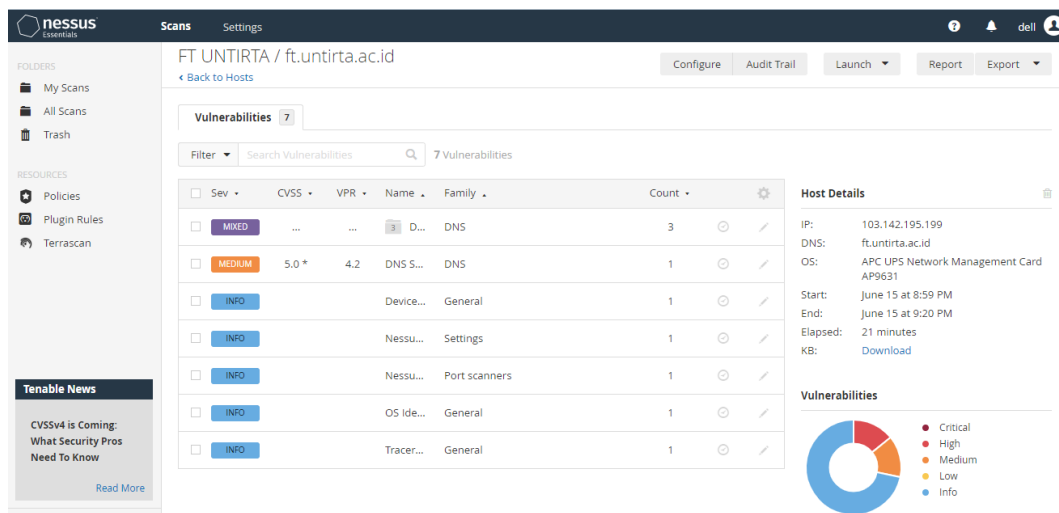 nessus
Essentials
Scans
Settings
dell
FOLDERS
My Scans
All Scans
Trash
RESOURCES
Policies
Plugin Rules
Terrascan
Tenable News
CVSSv4 is Coming:
What Security Pros
Need To Know
Read More
FT UNTIRTA / ft.untirta.ac.id
Back to Hosts
Configure
Audit Trail
Launch
Report
Export
Vulnerabilities 7
Filter
Search Vulnerabilities
7 Vulnerabilities
Sev CVSS VPR Name Family Count
MIXED ... ... 3 D... DNS 3
MEDIUM 5.0 * 4.2 DNS S... DNS 1
INFO Device... General 1
INFO Nessu... Settings 1
INFO Nessu... Port scanners 1
INFO OS Ide... General 1
INFO Tracer... General 1
Host Details
IP: 103.142.195.199
DNS: ft.untirta.ac.id
OS: APC UPS Network Management Card
AP9631
Start: June 15 at 8:59 PM
End: June 15 at 9:20 PM
Elapsed: 21 minutes
KB: Download
Vulnerabilities
Critical
High
Medium
Low
Info